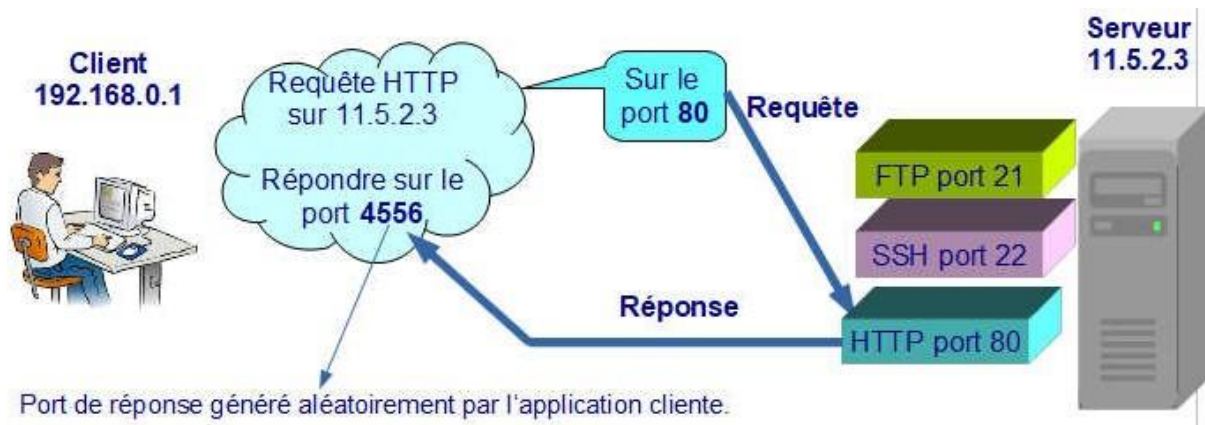 Client
192.168.0.1
Requête HTTP
sur 11.5.2.3
Répondre sur le
port 4556
Sur le
port 80
Requête
Serveur
11.5.2.3
FTP port 21
SSH port 22
HTTP port 80
Réponse
Port de réponse généré aléatoirement par l'application cliente.